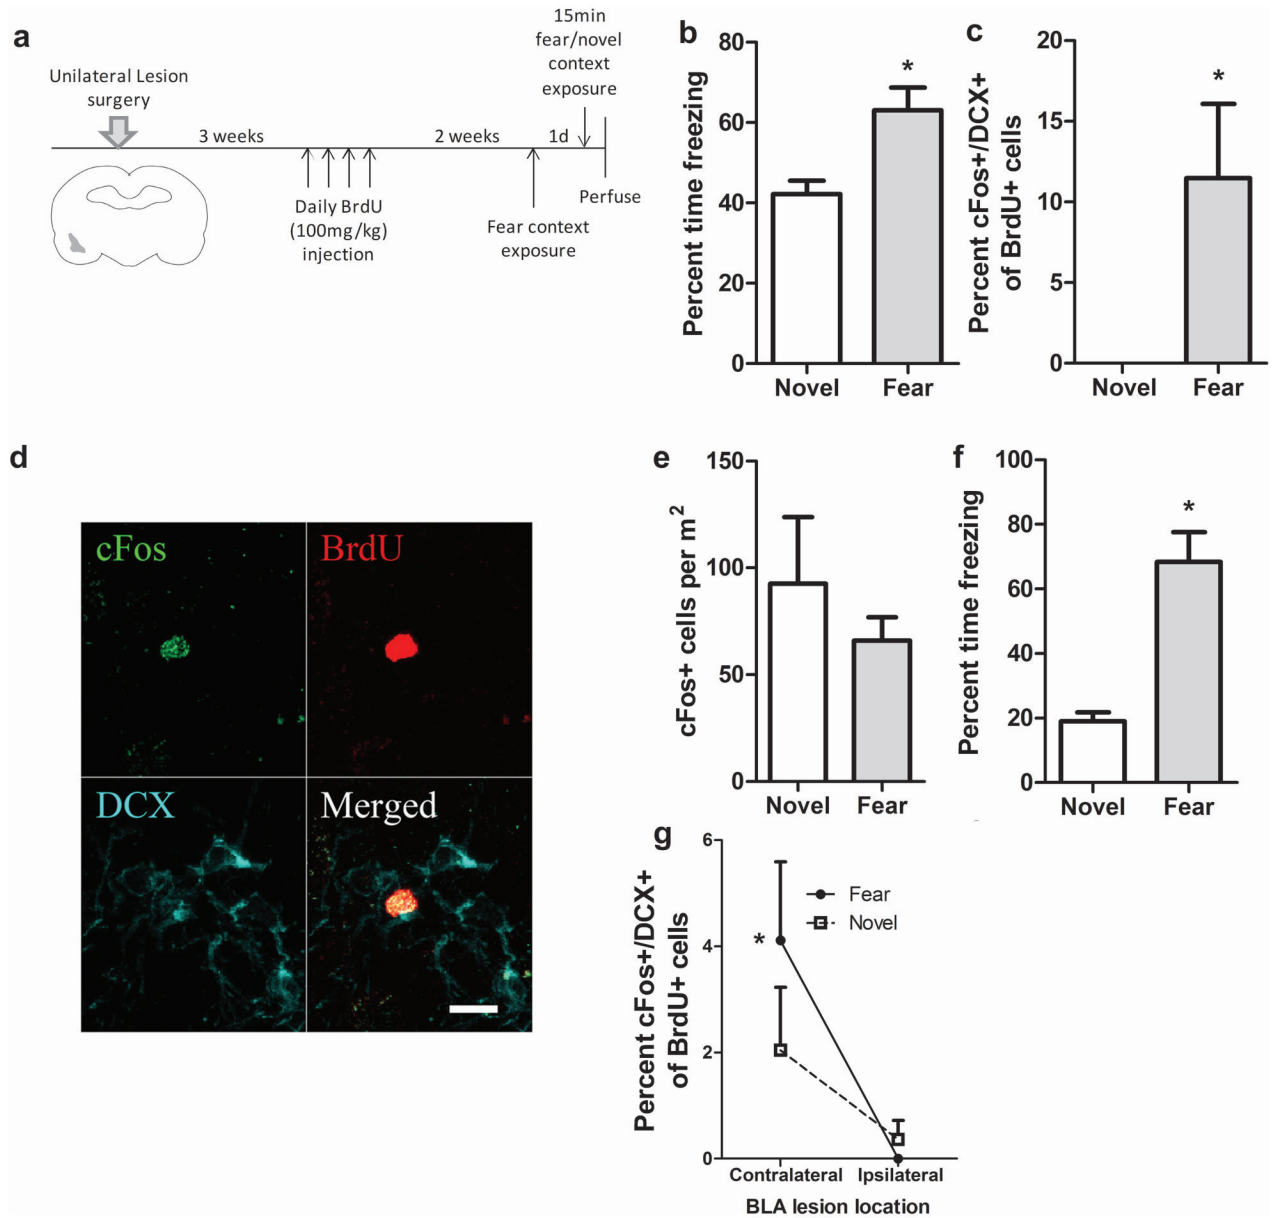 a
Unilateral Lesion
surgery
3 weeks
Daily BrdU
(100mg/kg)
injection
2 weeks
Fear context
exposure
1d
15min
fear/novel
context
exposure
Perfuse
b
Percent time freezing
80
60
40
20
0
*
Novel
Fear
c
Percent cFos+/DCX+
of BrdU+ cells
20
15
10
5
0
*
Novel
Fear
d
cFos
BrdU
DCX
Merged
e
cFos+ cells per m²
150
100
50
0
Novel
Fear
f
Percent time freezing
100
80
60
40
20
0
*
Novel
Fear
g
Percent cFos+/DCX+
of BrdU+ cells
6
4
2
0
*
Fear
Novel
Contralateral
Ipsilateral
BLA lesion location